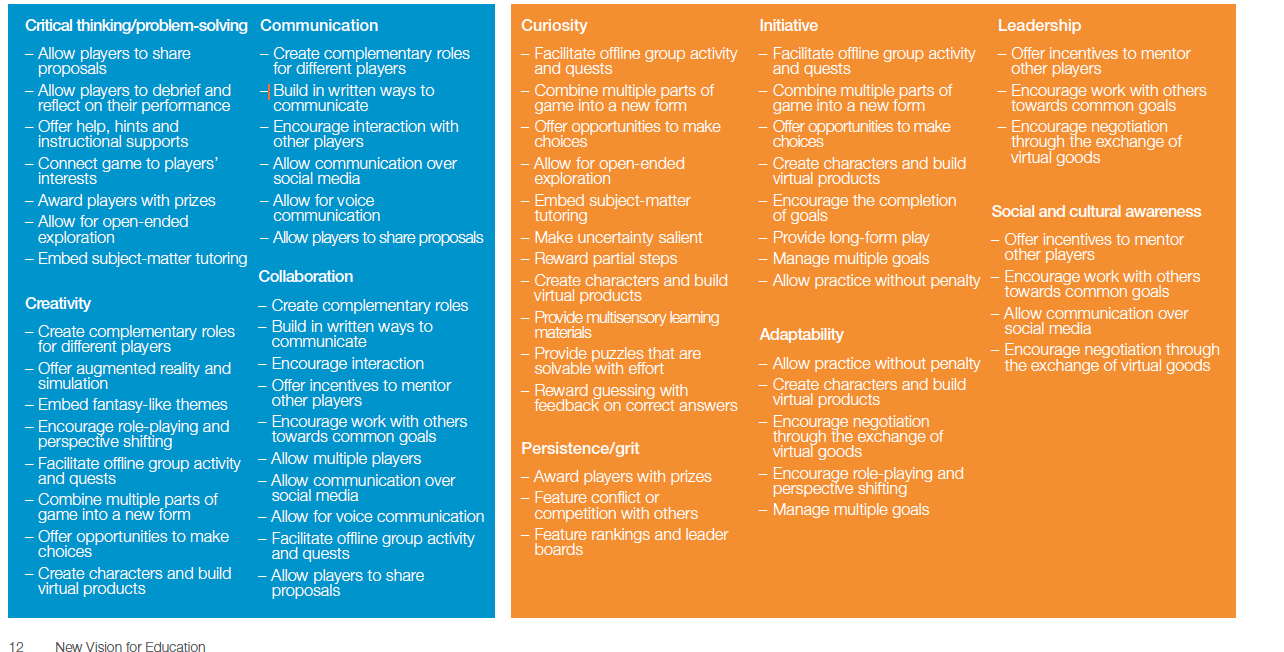 Critical thinking/problem-solving
– Allow players to share
proposals
– Allow players to debrief and
reflect on their performance
– Offer help, hints and
instructional supports
– Connect game to players'
interests
– Award players with prizes
– Allow for open-ended
exploration
– Embed subject-matter tutoring
Creativity
– Create complementary roles
for different players
– Offer augmented reality and
simulation
– Embed fantasy-like themes
– Encourage role-playing and
perspective shifting
– Facilitate offline group activity
and quests
– Combine multiple parts of
game into a new form
– Offer opportunities to make
choices
– Create characters and build
virtual products
Communication
– Create complementary roles
for different players
– Build in written ways to
communicate
– Encourage interaction with
other players
– Allow communication over
social media
– Allow for voice
communication
– Allow players to share proposals
Collaboration
– Create complementary roles
– Build in written ways to
communicate
– Encourage interaction
– Offer incentives to mentor
other players
– Encourage work with others
towards common goals
– Allow multiple players
– Allow communication over
social media
– Allow for voice communication
– Facilitate offline group activity
and quests
– Allow players to share
proposals
Curiosity
– Facilitate offline group activity
and quests
– Combine multiple parts of
game into a new form
– Offer opportunities to make
choices
– Allow for open-ended
exploration
– Embed subject-matter
tutoring
– Make uncertainty salient
– Reward partial steps
– Create characters and build
virtual products
– Provide multisensory learning
materials
– Provide puzzles that are
solvable with effort
– Reward guessing with
feedback on correct answers
Persistence/grit
– Award players with prizes
– Feature conflict or
competition with others
– Feature rankings and leader
boards
Initiative
– Facilitate offline group activity
and quests
– Combine multiple parts of
game into a new form
– Offer opportunities to make
choices
– Create characters and build
virtual products
– Encourage the completion
of goals
– Provide long-form play
– Manage multiple goals
– Allow practice without penalty
Adaptability
– Allow practice without penalty
– Create characters and build
virtual products
– Encourage negotiation
through the exchange of
virtual goods
– Encourage role-playing and
perspective shifting
– Manage multiple goals
Leadership
– Offer incentives to mentor
other players
– Encourage work with others
towards common goals
– Encourage negotiation
through the exchange of
virtual goods
Social and cultural awareness
– Offer incentives to mentor
other players
– Encourage work with others
towards common goals
– Allow communication over
social media
– Encourage negotiation through
the exchange of virtual goods
12 New Vision for Education